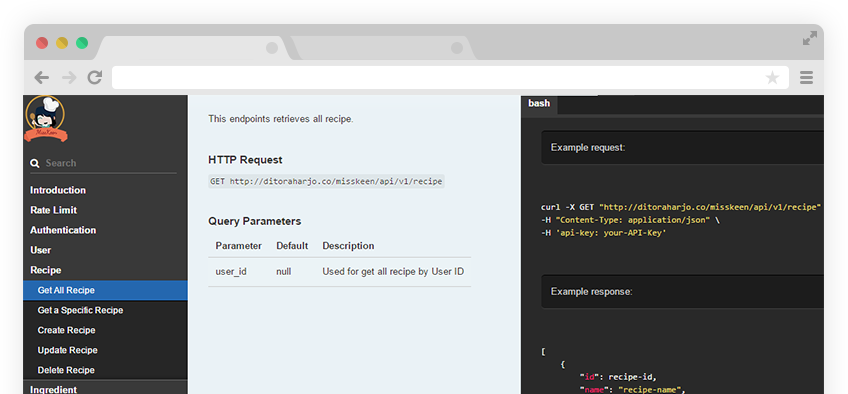 MissKeen
Search
Introduction
Rate Limit
Authentication
User
Recipe
Get All Recipe
Get a Specific Recipe
Create Recipe
Update Recipe
Delete Recipe
Ingredient
This endpoints retrieves all recipe.
HTTP Request
GET http://ditoraharjo.co/misskeen/api/v1/recipe
Query Parameters
Parameter Default Description
user_id null Used for get all recipe by User ID
bash
Example request:
curl -X GET "http://ditoraharjo.co/misskeen/api/v1/recipe"
-H "Content-Type: application/json" \
-H 'api-key: your-API-Key'
Example response:
[
{
"id": recipe-id,
"name": "recipe-name",